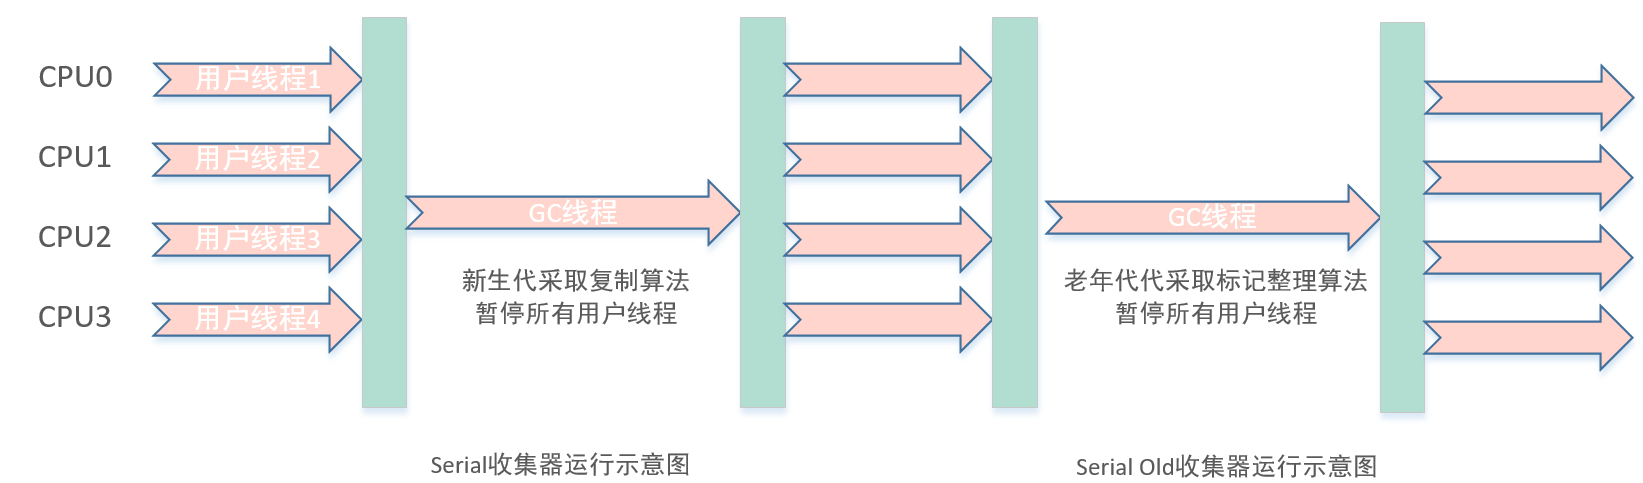 CPU0
用户线程1
CPU1
用户线程2
CPU2
用户线程3
CPU3
用户线程4
GC线程
新生代采取复制算法
暂停所有用户线程
GC线程
老年代代采取标记整理算法
暂停所有用户线程
Serial收集器运行示意图
Serial Old收集器运行示意图